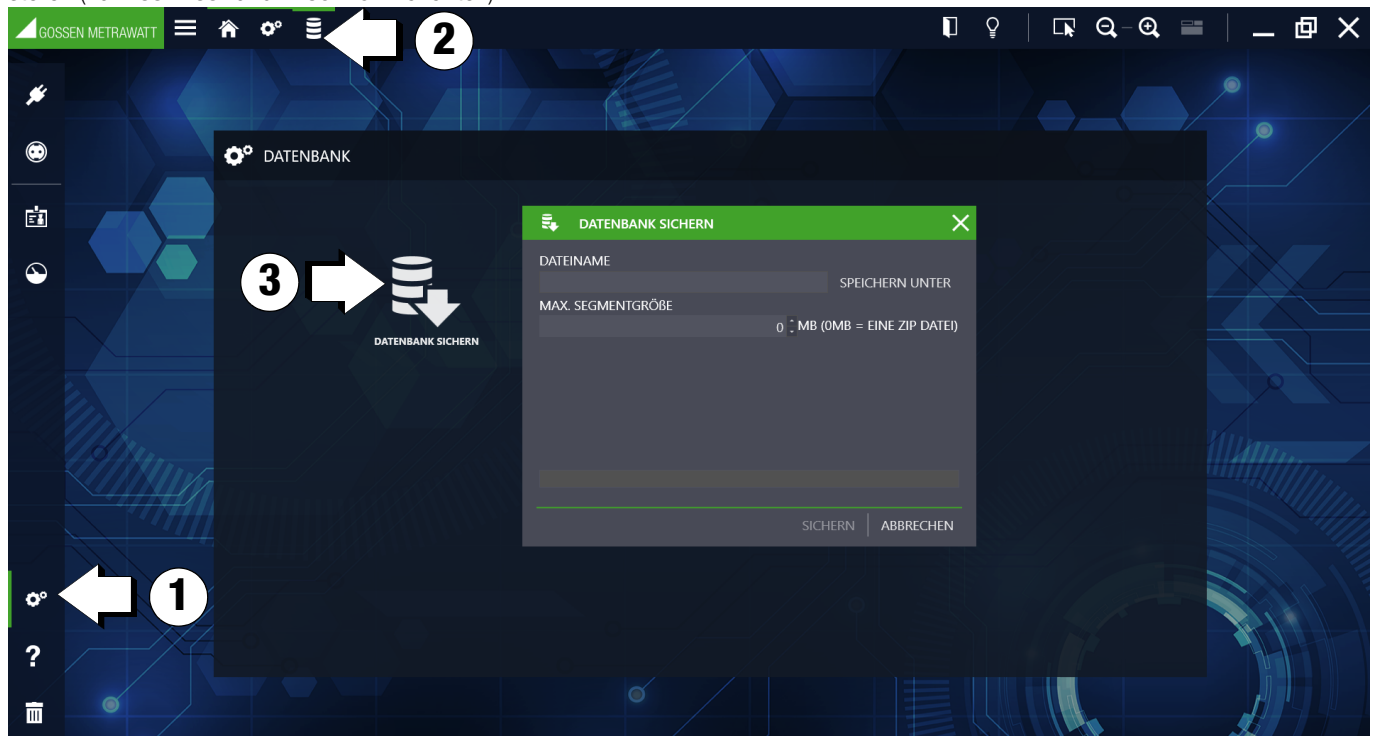 GOSSEN METRAWATT
2
DATENBANK
DATENBANK SICHERN
DATEINAME
SPEICHERN UNTER
MAX. SEGMENTGRÖßE
0 MB (0MB = EINE ZIP DATEI)
3
DATENBANK SICHERN
SICHERN
ABBRECHEN
1
?